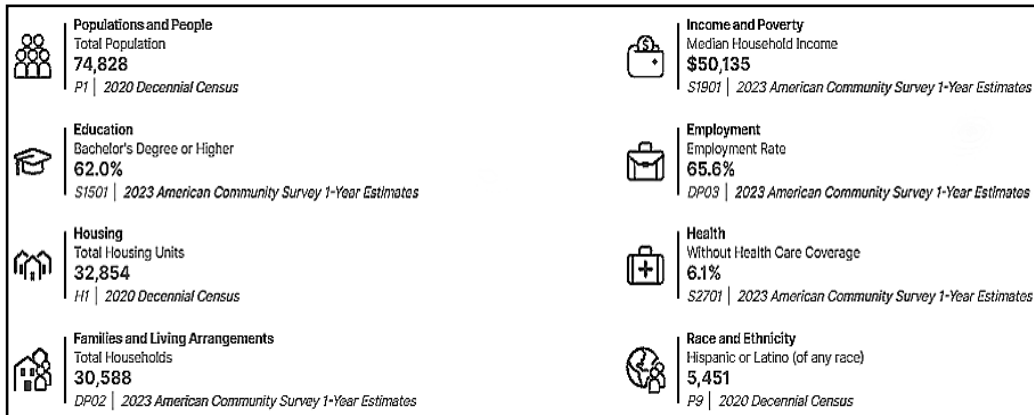 Populations and People
Total Population
74,828
P1 | 2020 Decennial Census
Education
Bachelor's Degree or Higher
62.0%
S1501 | 2023 American Community Survey 1-Year Estimates
Housing
Total Housing Units
32,854
H1 | 2020 Decennial Census
Families and Living Arrangements
Total Households
30,588
DP02 | 2023 American Community Survey 1-Year Estimates
Income and Poverty
Median Household Income
$50,135
S1901 | 2023 American Community Survey 1-Year Estimates
Employment
Employment Rate
65.6%
DP03 | 2023 American Community Survey 1-Year Estimates
Health
Without Health Care Coverage
6.1%
S2701 | 2023 American Community Survey 1-Year Estimates
Race and Ethnicity
Hispanic or Latino (of any race)
5,451
P9 | 2020 Decennial Census